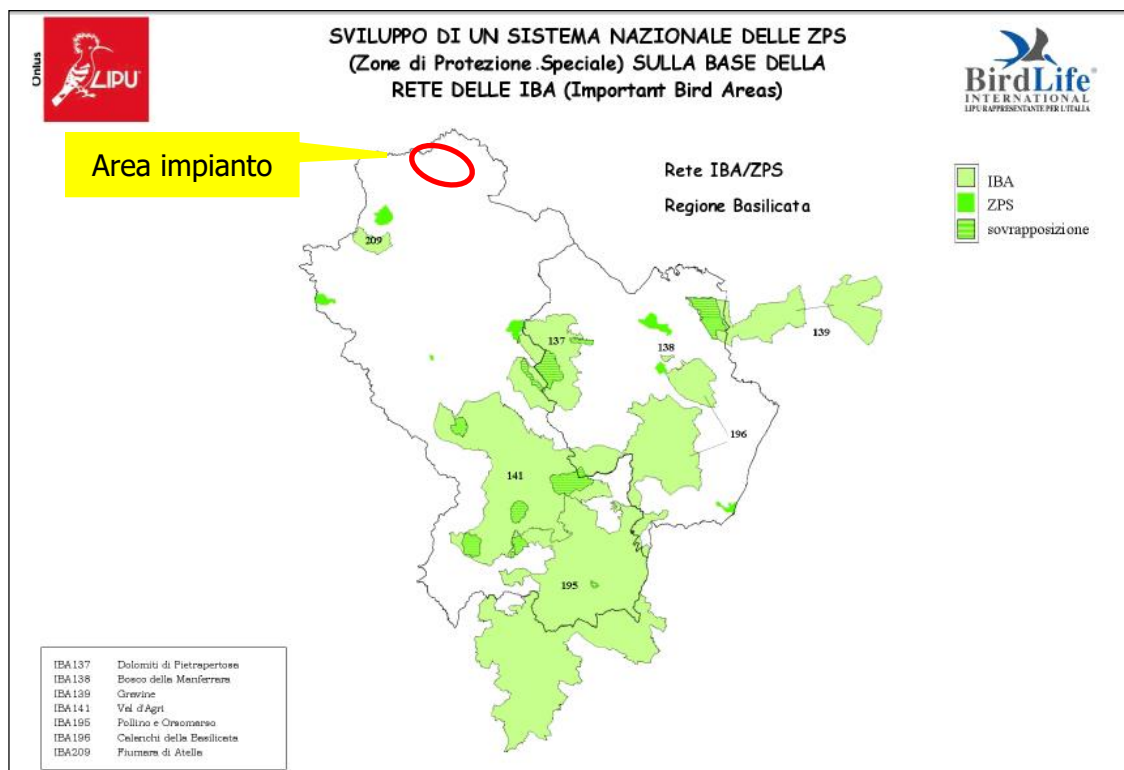 Onlus
LIPU
SVILUPPO DI UN SISTEMA NAZIONALE DELLE ZPS
(Zone di Protezione.Speciale) SULLA BASE DELLA
RETE DELLE IBA (Important Bird Areas)
BirdLife®
INTERNATIONAL
LIPU RAPPRESENTANTE PER L'ITALIA
Area impianto
Rete IBA/ZPS
Regione Basilicata
IBA
ZPS
sovrapposizione
209
137
138
139
196
141
195
IBA137 Dolomiti di Pietrapertosa
IBA138 Bosco della Manferrara
IBA139 Gravine
IBA141 Val d'Agri
IBA195 Pollino e Orsomarso
IBA196 Calanchi della Basilicata
IBA209 Fiumara di Atella